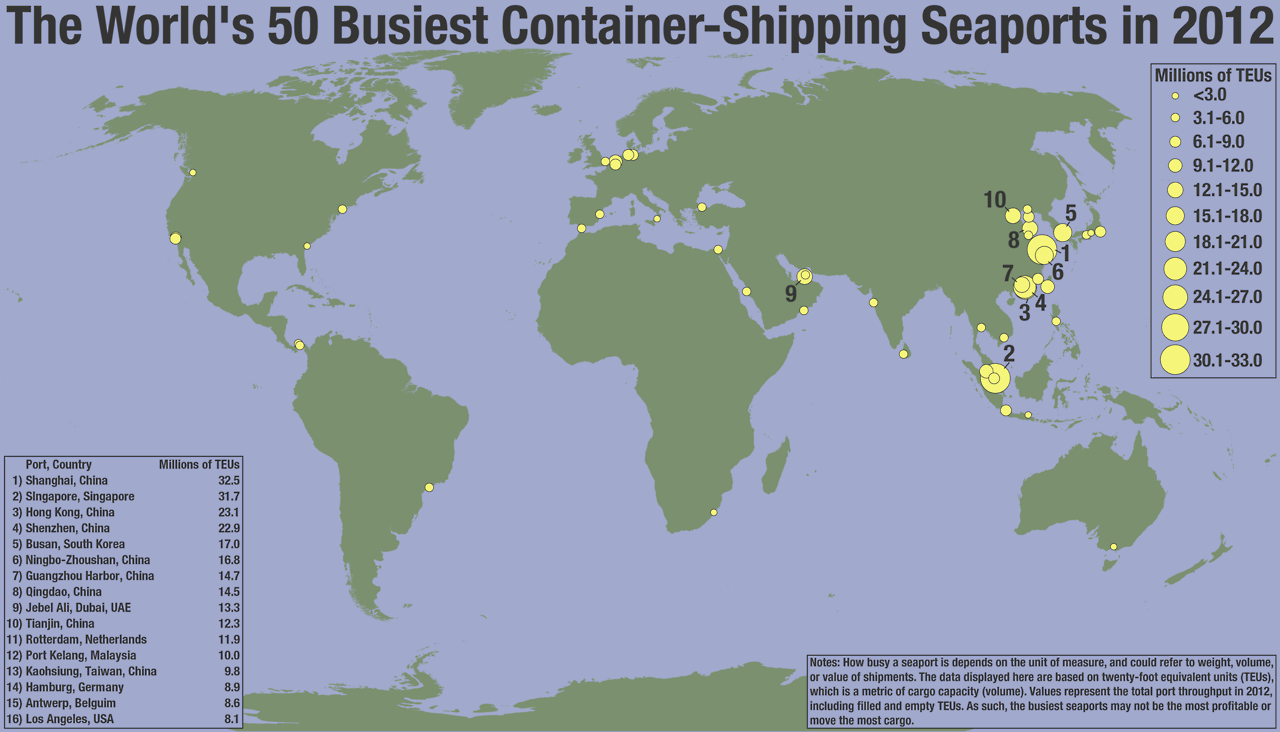 The World's 50 Busiest Container-Shipping Seaports in 2012
Millions of TEUs
<3.0
3.1-6.0
6.1-9.0
9.1-12.0
12.1-15.0
15.1-18.0
18.1-21.0
21.1-24.0
24.1-27.0
27.1-30.0
30.1-33.0
10
5
8
1
6
7
9
4
3
2
Port, Country Millions of TEUs
1) Shanghai, China 32.5
2) SIngapore, Singapore 31.7
3) Hong Kong, China 23.1
4) Shenzhen, China 22.9
5) Busan, South Korea 17.0
6) Ningbo-Zhoushan, China 16.8
7) Guangzhou Harbor, China 14.7
8) Qingdao, China 14.5
9) Jebel Ali, Dubai, UAE 13.3
10) Tianjin, China 12.3
11) Rotterdam, Netherlands 11.9
12) Port Kelang, Malaysia 10.0
13) Kaohsiung, Taiwan, China 9.8
14) Hamburg, Germany 8.9
15) Antwerp, Belguim 8.6
16) Los Angeles, USA 8.1
Notes: How busy a seaport is depends on the unit of measure, and could refer to weight, volume,
or value of shipments. The data displayed here are based on twenty-foot equivalent units (TEUs),
which is a metric of cargo capacity (volume). Values represent the total port throughput in 2012,
including filled and empty TEUs. As such, the busiest seaports may not be the most profitable or
move the most cargo.